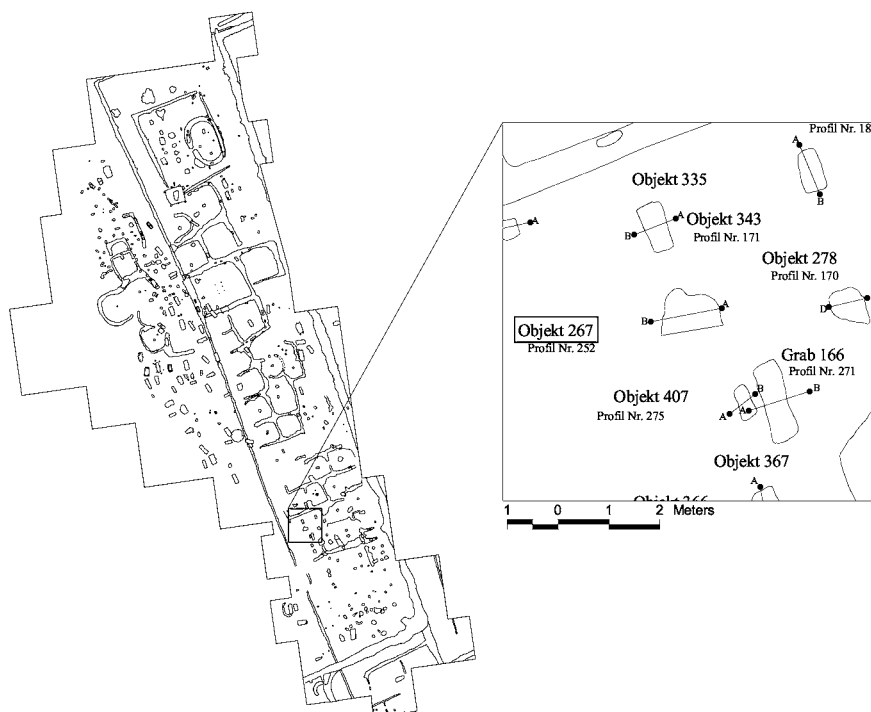 Profil Nr. 18
A
B
Objekt 335
A
Objekt 343
Profil Nr. 171
A
B
Objekt 278
Profil Nr. 170
B
A
D
Objekt 267
Profil Nr. 252
Grab 166
Profil Nr. 271
Objekt 407
Profil Nr. 275
B
B
A
A
Objekt 367
A
1 0 1 2 Meters